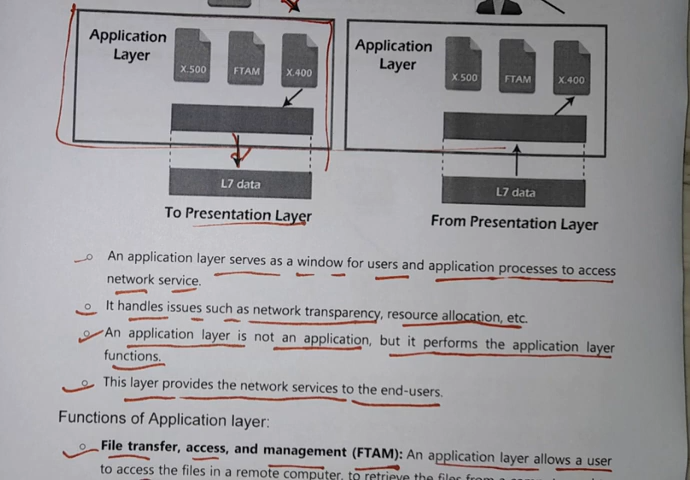 Application
Layer
X.500
FTAM
X.400
L7 data
To Presentation Layer
Application
Layer
X.500
FTAM
X.400
L7 data
From Presentation Layer
An application layer serves as a window for users and application processes to access
network service.
It handles issues such as network transparency, resource allocation, etc.
An application layer is not an application, but it performs the application layer
functions.
This layer provides the network services to the end-users.
Functions of Application layer:
File transfer, access, and management (FTAM): An application layer allows a user
to access the files in a remote computer, to retrieve the files from a